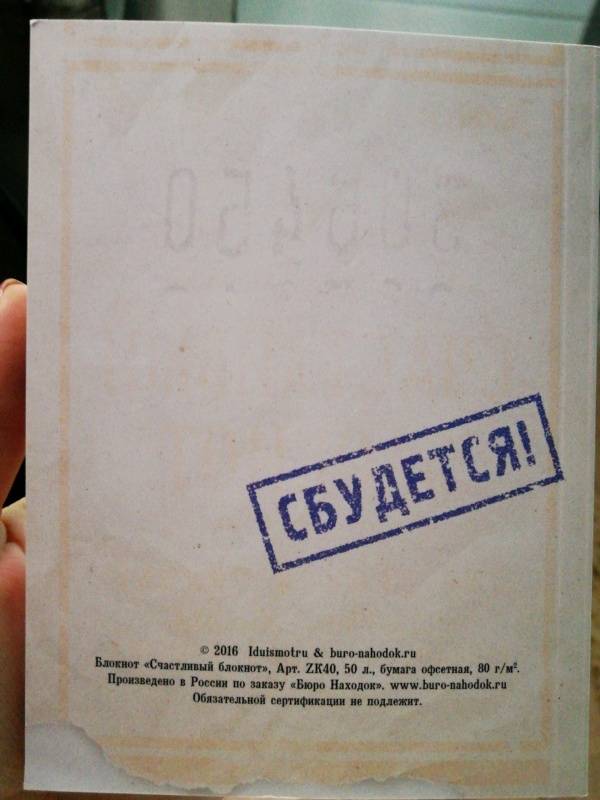 СБУДЕТСЯ!
© 2016 Iduismotru & buro-nahodok.ru
Блокнот «Счастливый блокнот», Арт. ZK40, 50 л., бумага офсетная, 80 г/м².
Произведено в России по заказу «Бюро Находок». www.buro-nahodok.ru
Обязательной сертификации не подлежит.